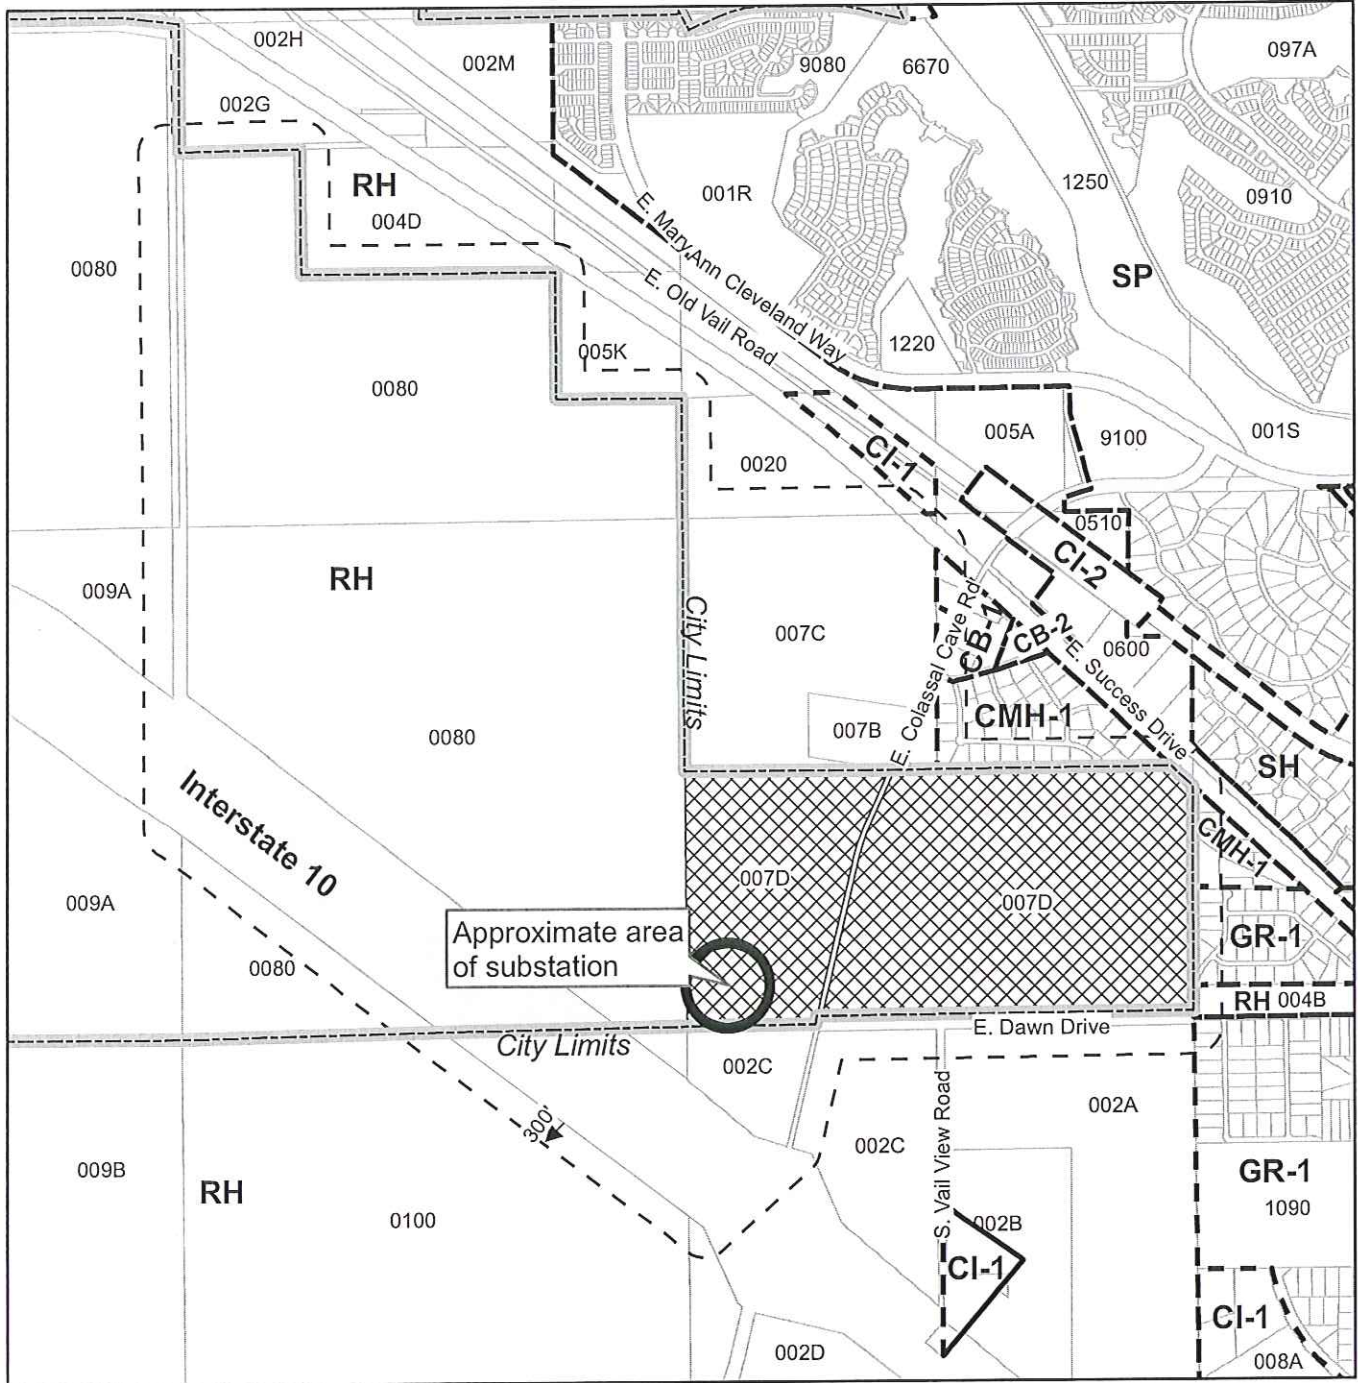 002H
002M
9080
6670
097A
002G
RH
004D
001R
1250
0910
0080
SP
E. Mary Ann Cleveland Way
E. Old Vail Road
005K
1220
0080
005A
9100
001S
CI-1
0020
0510
CI-2
RH
009A
City Limits
007C
E. Colassal Cave Rd
CB-1
CB-2
0600
E. Success Drive
CMH-1
0080
007B
SH
Interstate 10
CMH-1
007D
007D
009A
GR-1
Approximate area
of substation
0080
RH
004B
E. Dawn Drive
City Limits
002C
S. Vail View Road
002A
300'
002C
009B
RH
GR-1
1090
0100
002B
CI-1
CI-1
002D
008A